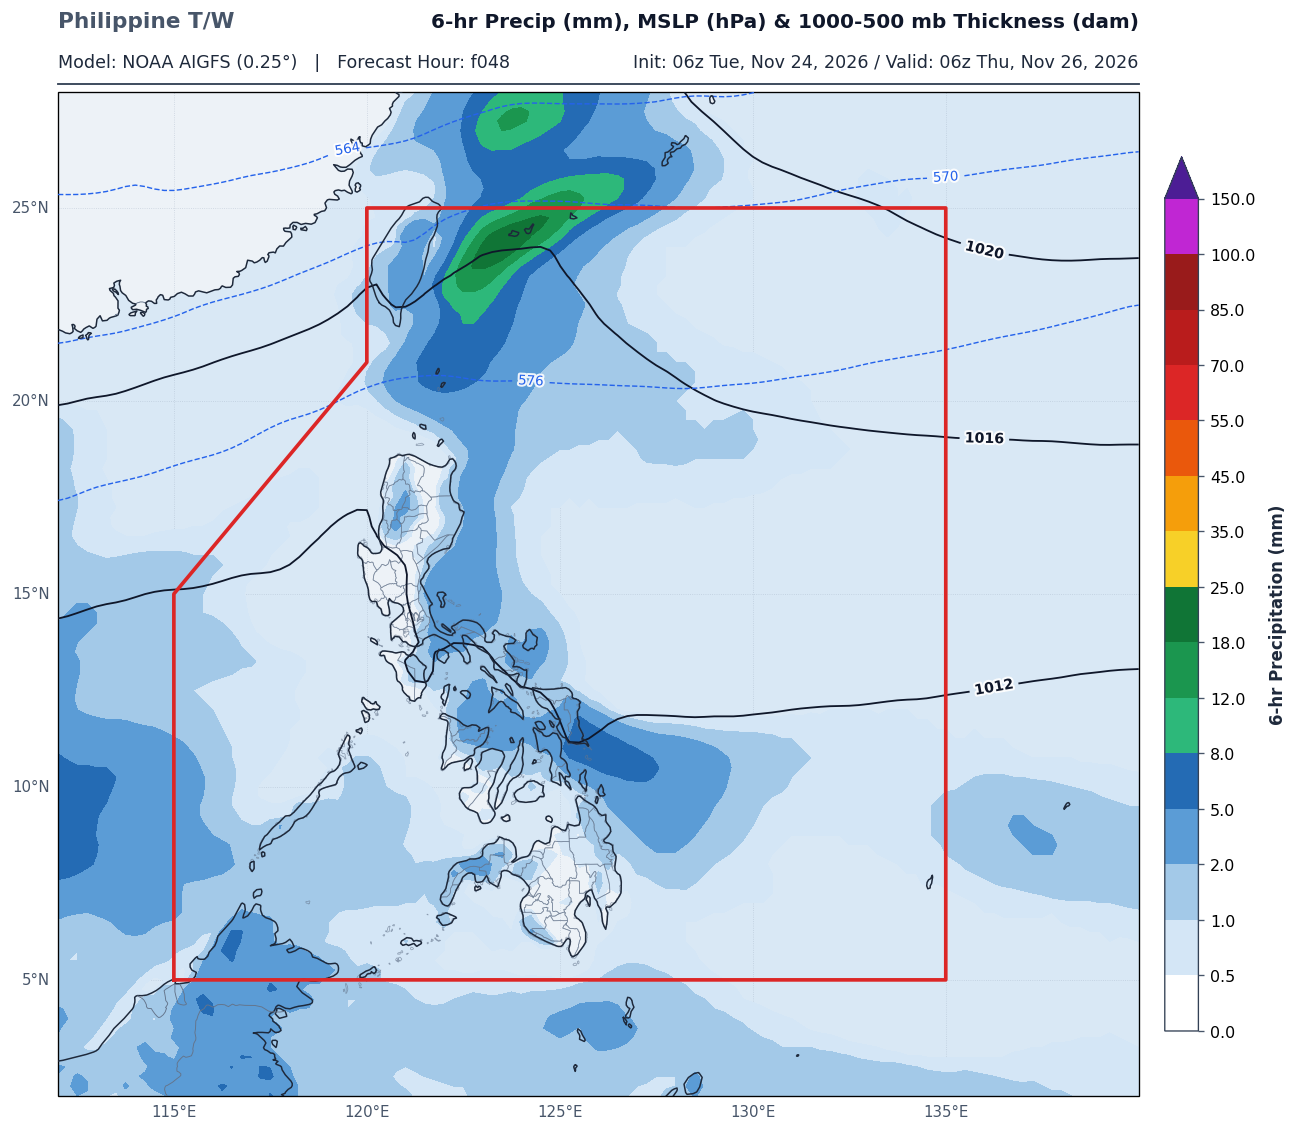 Philippine T/W
6-hr Precip (mm), MSLP (hPa) & 1000-500 mb Thickness (dam)
Model: NOAA AIGFS (0.25°)   |   Forecast Hour: f048
Init: 06z Tue, Nov 24, 2026 / Valid: 06z Thu, Nov 26, 2026
564
570
25°N
1020
576
20°N
1016
15°N
1012
10°N
5°N
115°E
120°E
125°E
130°E
135°E
150.0
100.0
85.0
70.0
55.0
45.0
35.0
25.0
18.0
12.0
8.0
5.0
2.0
1.0
0.5
0.0
6-hr Precipitation (mm)